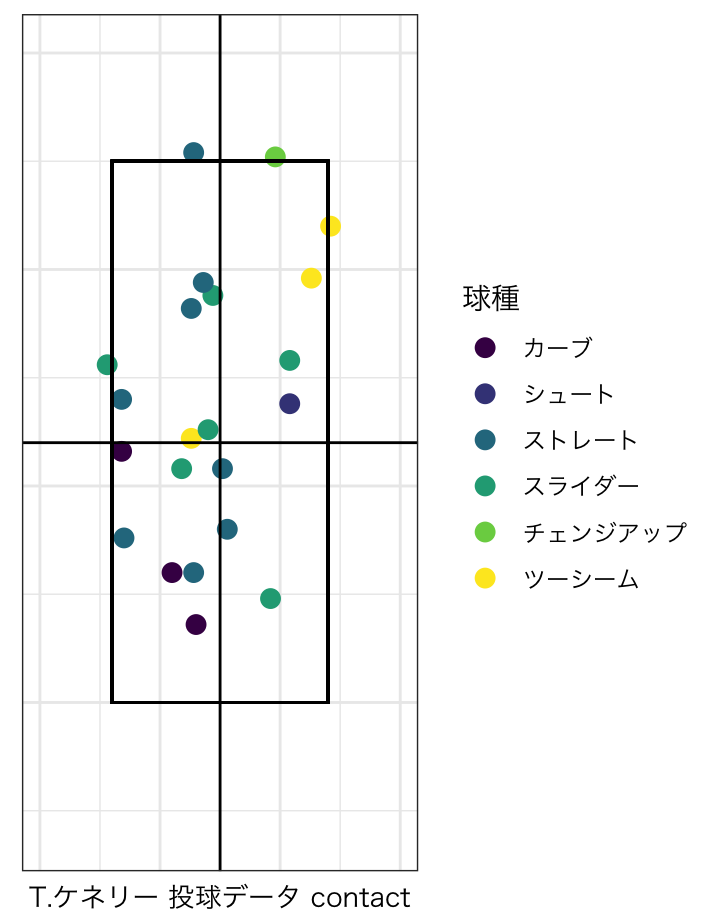 球種
カーブ
シュート
ストレート
スライダー
チェンジアップ
ツーシーム
T.ケネリー 投球データ contact